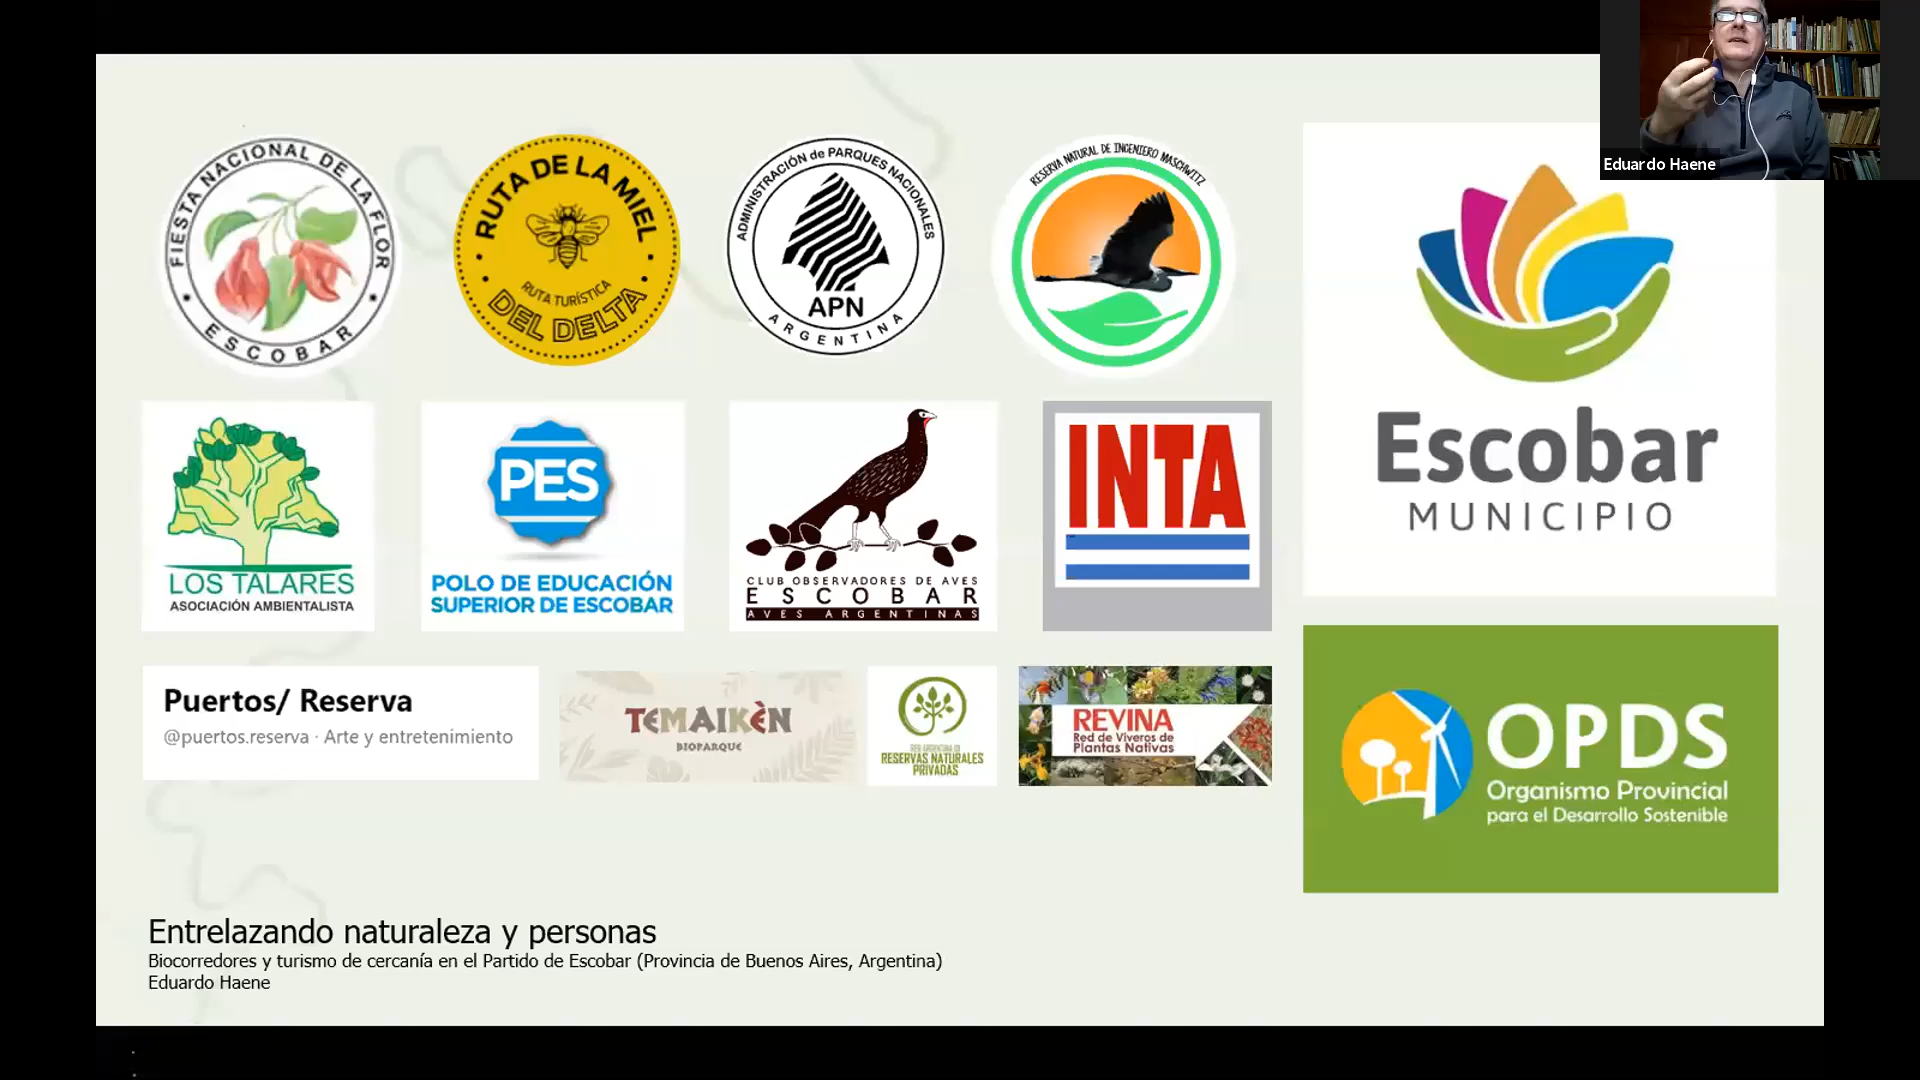 Eduardo Haene
FIESTA NACIONAL DE LA FLOR
• ESCOBAR •
RUTA DE LA MIEL
RUTA TURÍSTICA
DEL DELTA
ADMINISTRACIÓN de PARQUES NACIONALES
APN
ARGENTINA
RESERVA NATURAL DE INGENIERO MASCHWITZ
Escobar
MUNICIPIO
LOS TALARES
ASOCIACIÓN AMBIENTALISTA
PES
POLO DE EDUCACIÓN
SUPERIOR DE ESCOBAR
CLUB OBSERVADORES DE AVES
ESCOBAR
AVES ARGENTINAS
INTA
Puertos/ Reserva
@puertos.reserva · Arte y entretenimiento
TEMAIKÈN
BIOPARQUE
RED ARGENTINA DE
RESERVAS NATURALES
PRIVADAS
REVINA
Red de Viveros de
Plantas Nativas
OPDS
Organismo Provincial
para el Desarrollo Sostenible
Entrelazando naturaleza y personas
Biocorredores y turismo de cercanía en el Partido de Escobar (Provincia de Buenos Aires, Argentina)
Eduardo Haene